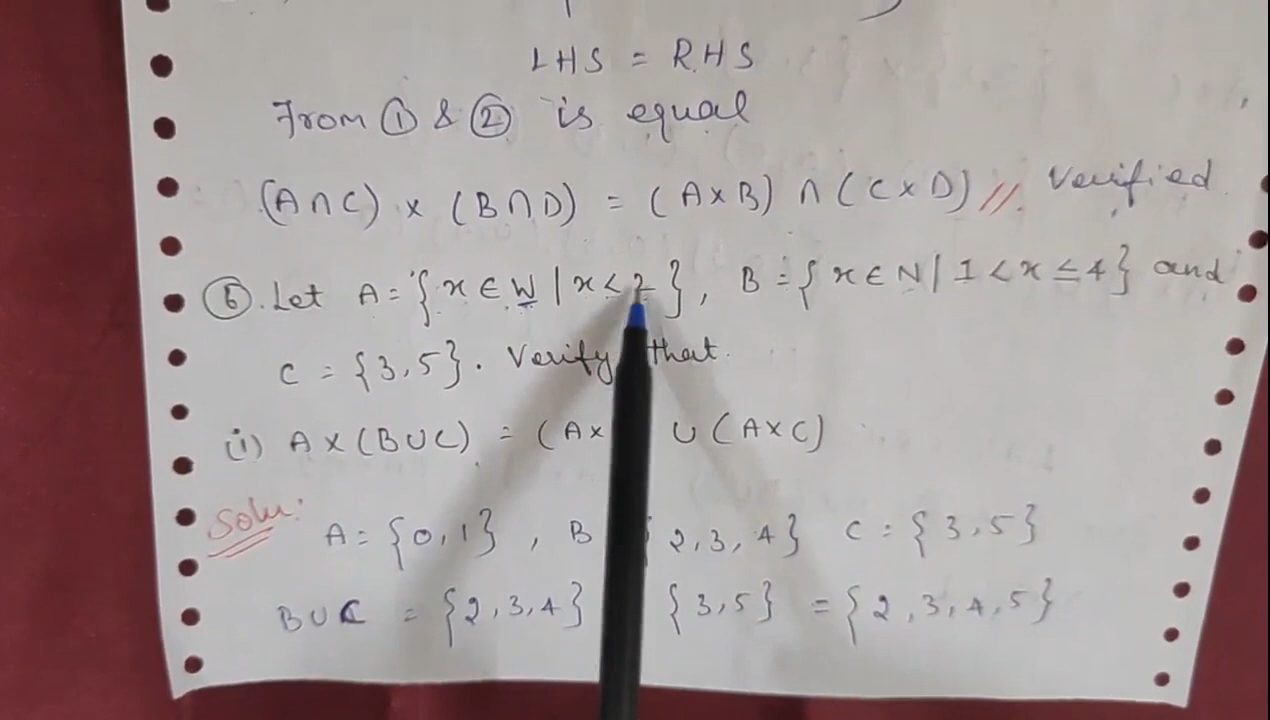 LHS = RHS
From ① & ② is equal
(A∩C) × (B∩D) = (A×B) ∩ (C×D) // Verified.
⑥. Let A = {x ∈ W | x < 2}, B = {x ∈ N | 1 < x ≤ 4} and
C = {3,5}. Verify that.
(i) A×(B∪C) = (A× ∪ (A×C)
Solu:
A = {0,1}, B {2,3,4} C = {3,5}
B∪C = {2,3,4} {3,5} = {2,3,4,5}